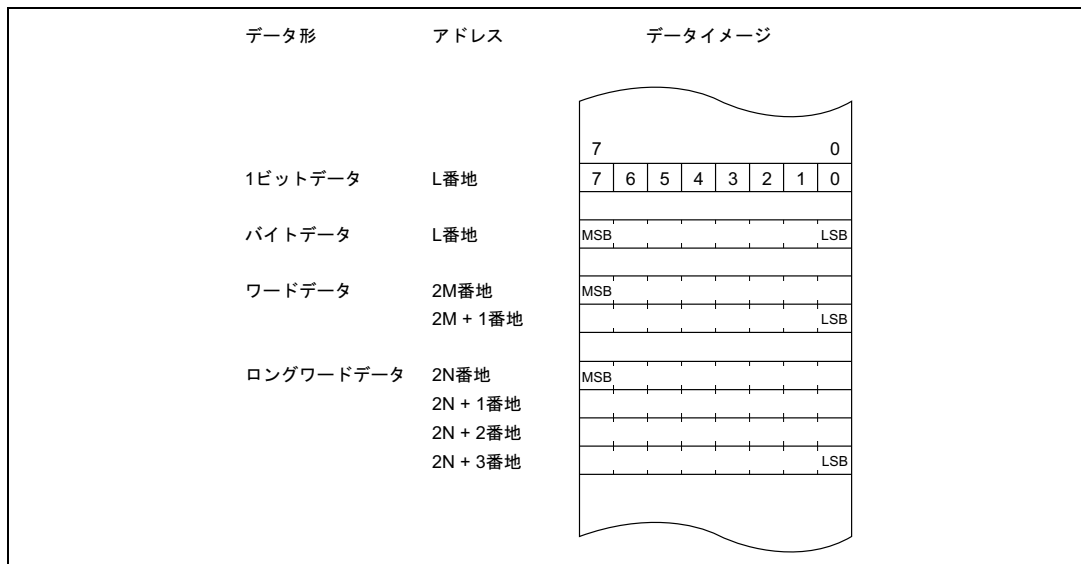 データ形 アドレス データイメージ
7 0
1ビットデータ L番地 7 6 5 4 3 2 1 0
バイトデータ L番地 MSB LSB
ワードデータ 2M番地 MSB
2M + 1番地 LSB
ロングワードデータ 2N番地 MSB
2N + 1番地
2N + 2番地
2N + 3番地 LSB